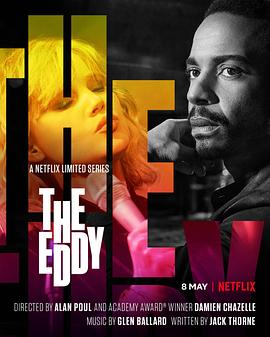 THE
A NETFLIX LIMITED SERIES
THE
EDDY
8 MAY | NETFLIX
DIRECTED BY ALAN POUL AND ACADEMY AWARD® WINNER DAMIEN CHAZELLE
MUSIC BY GLEN BALLARD WRITTEN BY JACK THORNE